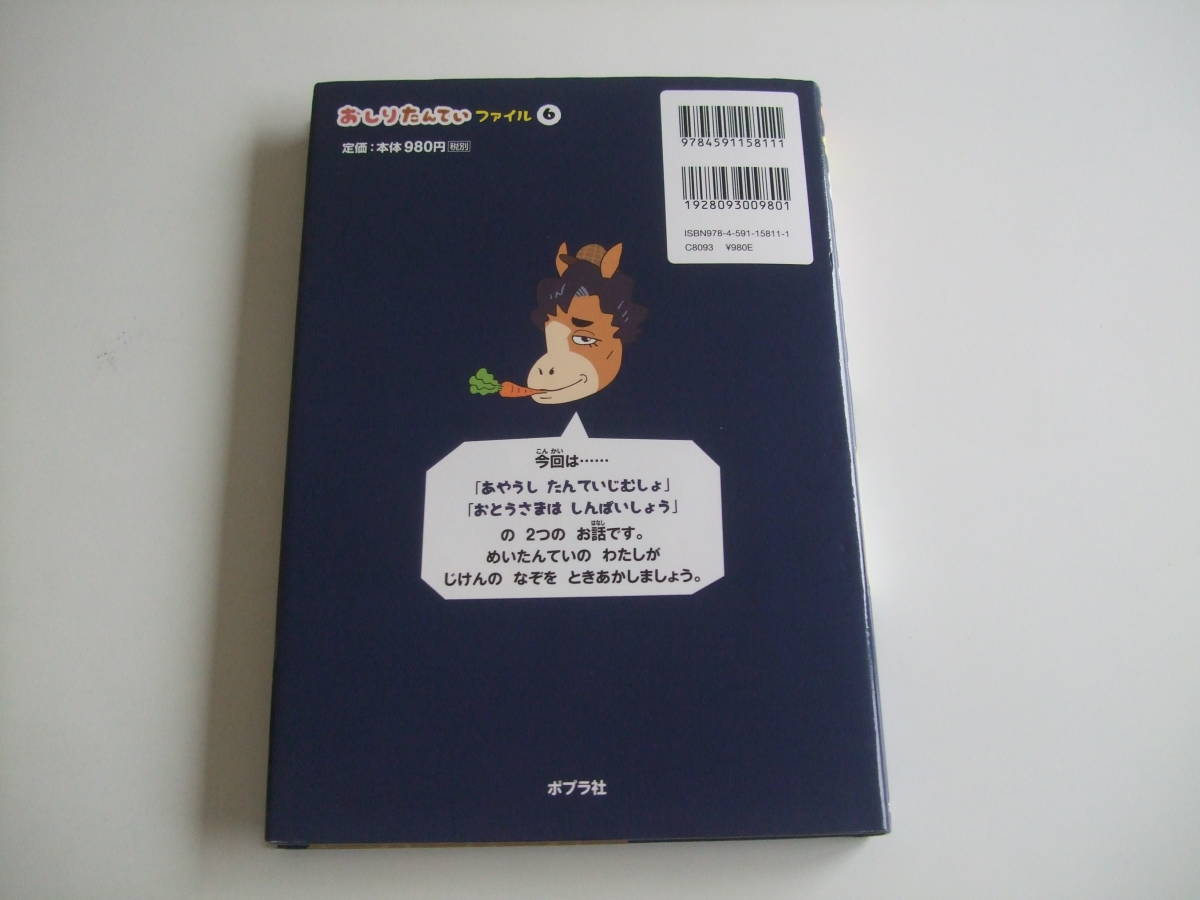 おしりたんてい ファイル 6
定価：本体980円 税別
9784591158111
1928093009801
ISBN978-4-591-15811-1
C8093 ¥980E
こんかい
今回は……
「あやうし たんていじむしょ」
「おとうさまは しんぱいしょう」
はなし
の 2つの お話です。
めいたんていの わたしが
じけんの なぞを ときあかしましょう。
ポプラ社